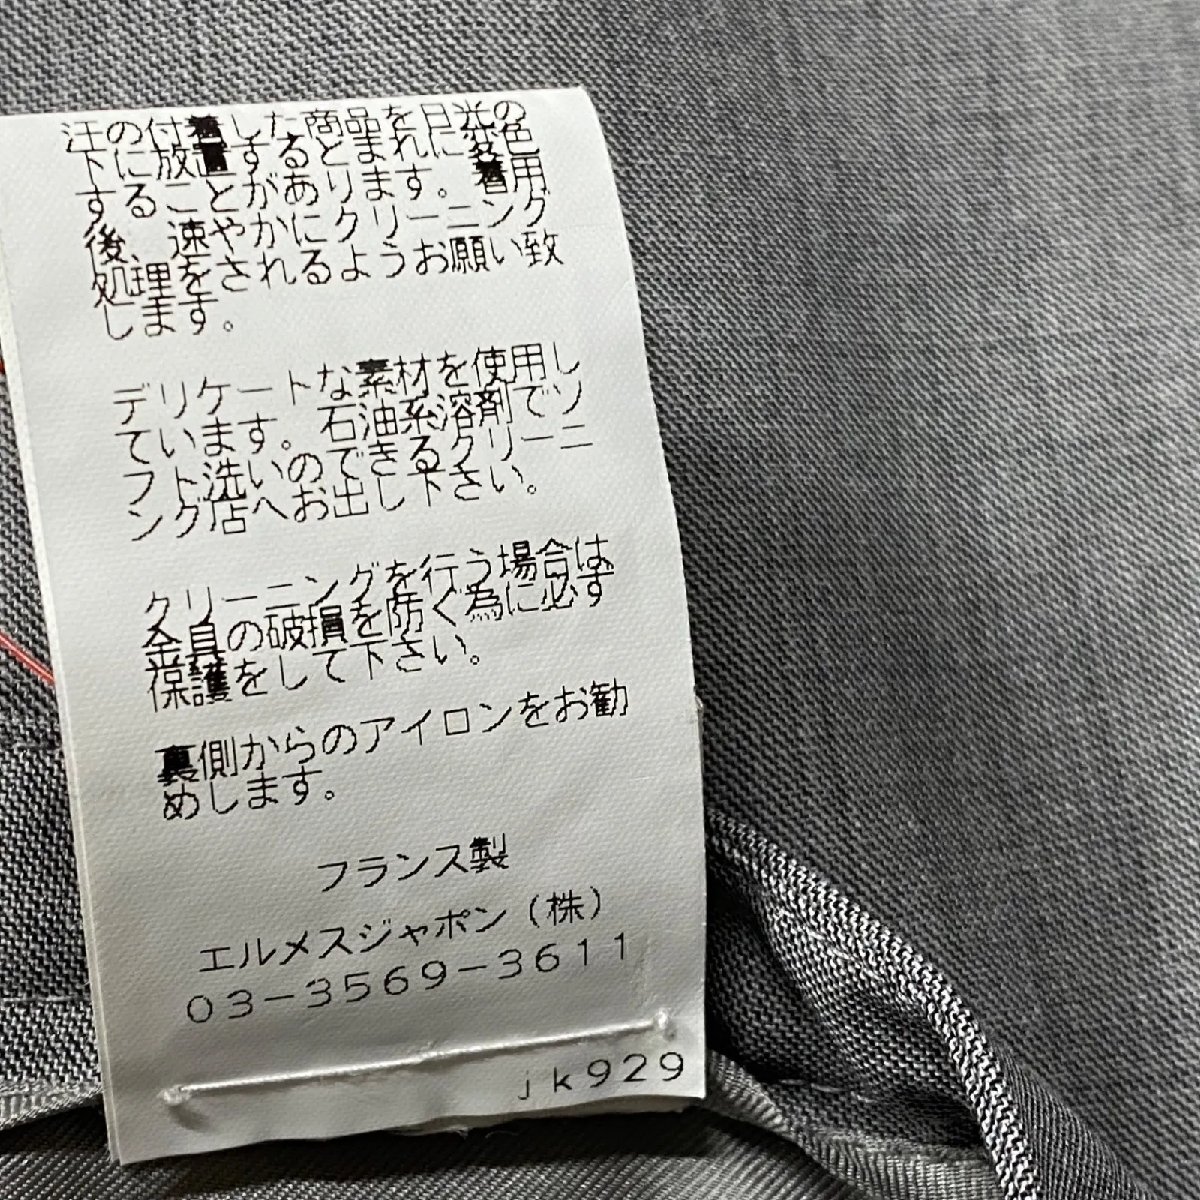 汗の付着した商品を日光の
下に放置するとまれに変色
することがあります。着用
後、速やかにクリーニング
処理をされるようお願い致
します。
デリケートな素材を使用し
ています。石油系溶剤でソ
フト洗いのできるクリーニ
ング店へお出し下さい。
クリーニングを行う場合は
金具の破損を防ぐ為に必ず
保護をして下さい。
裏側からのアイロンをお勧
めします。
フランス製
エルメスジャポン(株)
03-3569-3611
jk929